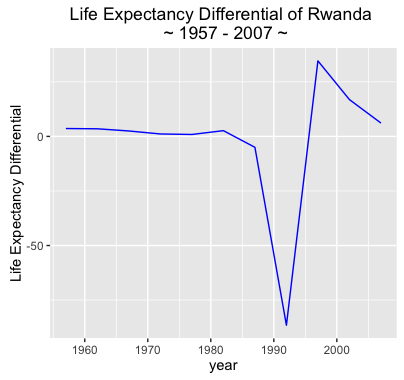 Life Expectancy Differential of Rwanda
~ 1957 - 2007 ~
Life Expectancy Differential
0
-50
1960 1970 1980 1990 2000
year